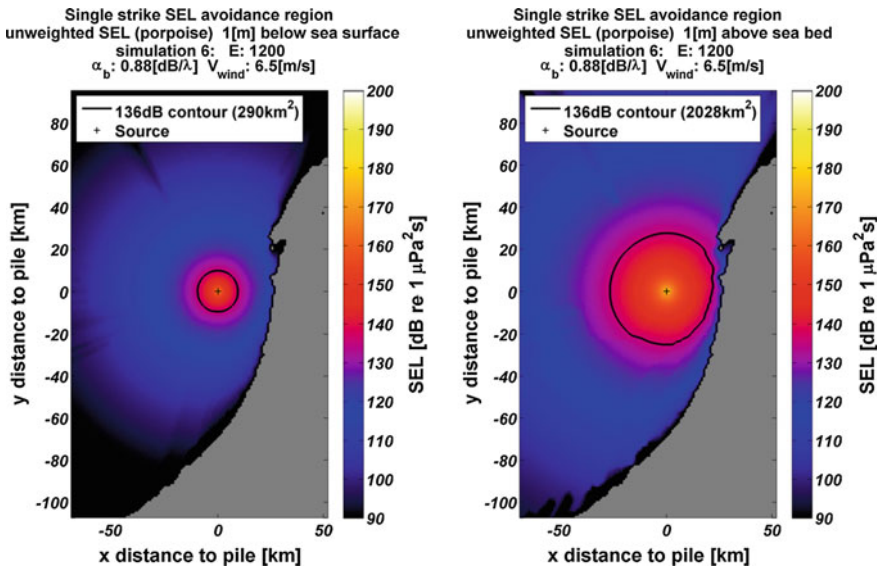 Single strike SEL avoidance region
unweighted SEL (porpoise) 1[m] below sea surface
simulation 6: E: 1200
αb: 0.88[dB/λ] Vwind: 6.5[m/s]
136dB contour (290km²)
Source
80
60
40
20
0
-20
-40
-60
-80
-100
y distance to pile [km]
-50
0
50
x distance to pile [km]
200
190
180
170
160
150
140
130
120
110
100
90
SEL [dB re 1 μPa²s]
Single strike SEL avoidance region
unweighted SEL (porpoise) 1[m] above sea bed
simulation 6: E: 1200
αb: 0.88[dB/λ] Vwind: 6.5[m/s]
136dB contour (2028km²)
Source
80
60
40
20
0
-20
-40
-60
-80
-100
y distance to pile [km]
-50
0
50
x distance to pile [km]
200
190
180
170
160
150
140
130
120
110
100
90
SEL [dB re 1 μPa²s]